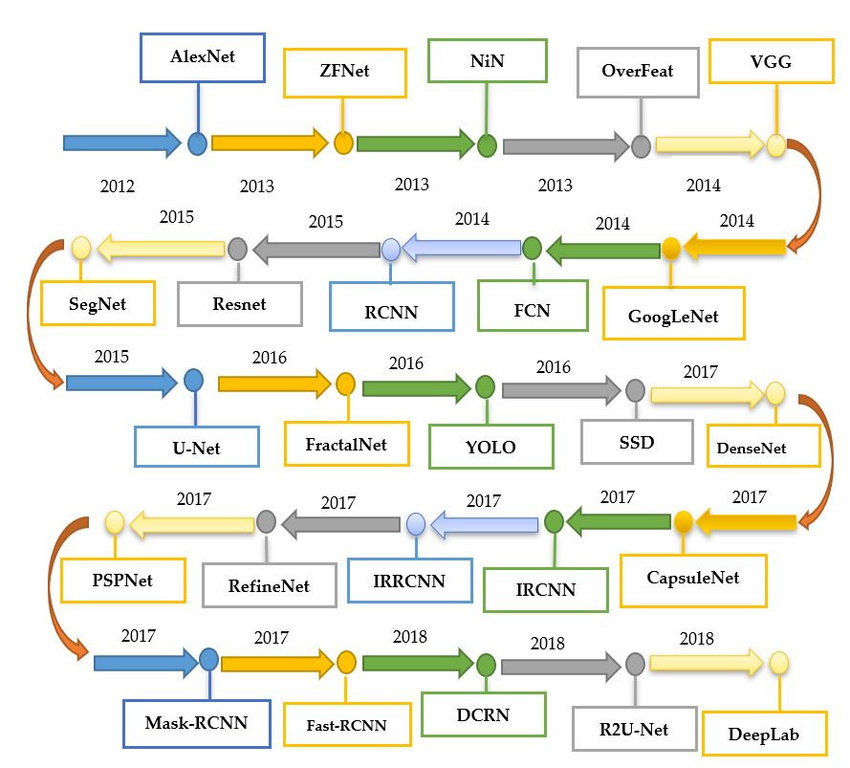 AlexNet
ZFNet
NiN
OverFeat
VGG
2012
2013
2013
2013
2014
2015
2015
2014
2014
2014
SegNet
Resnet
RCNN
FCN
GoogLeNet
2015
2016
2016
2016
2017
U-Net
FractalNet
YOLO
SSD
DenseNet
2017
2017
2017
2017
2017
PSPNet
RefineNet
IRRCNN
IRCNN
CapsuleNet
2017
2017
2018
2018
2018
Mask-RCNN
Fast-RCNN
DCRN
R2U-Net
DeepLab